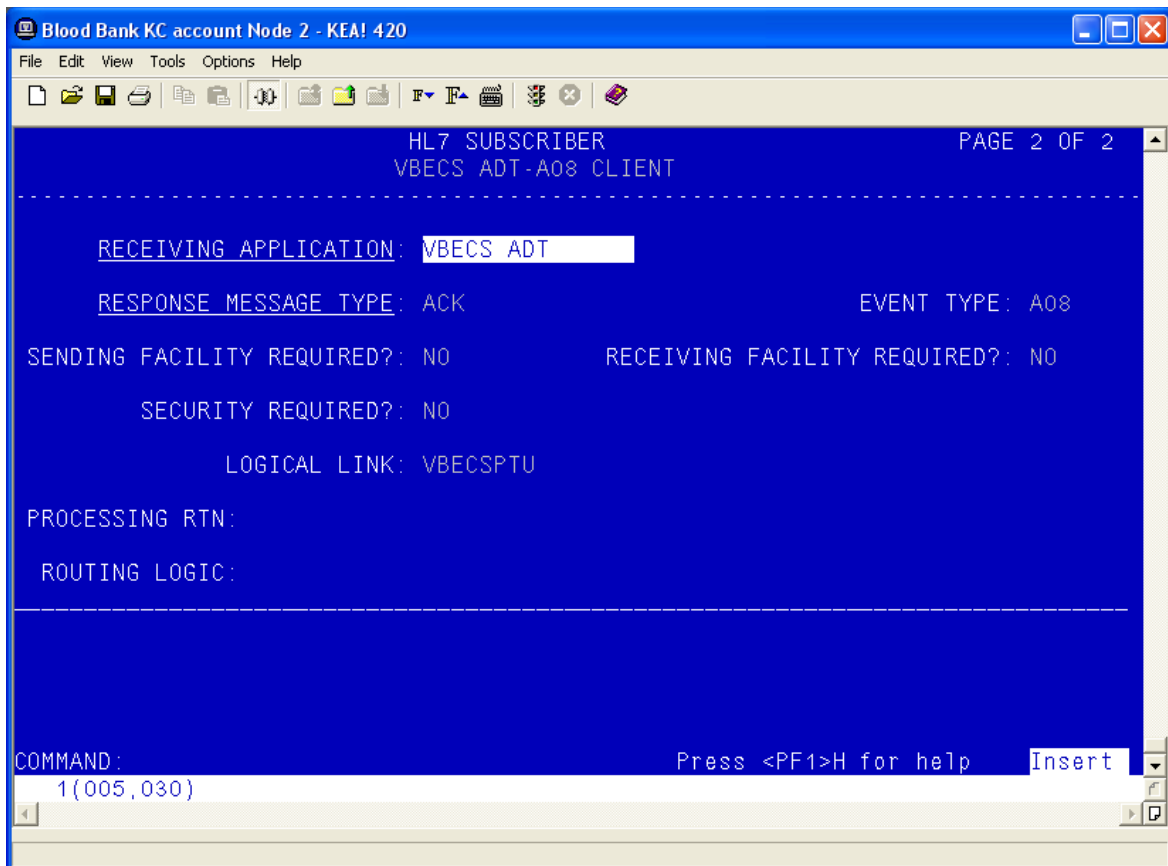 Blood Bank KC account Node 2 - KEA! 420
File Edit View Tools Options Help
HL7 SUBSCRIBER PAGE 2 OF 2
VBECS ADT-A08 CLIENT
RECEIVING APPLICATION: VBECS ADT
RESPONSE MESSAGE TYPE: ACK EVENT TYPE: A08
SENDING FACILITY REQUIRED?: NO RECEIVING FACILITY REQUIRED?: NO
SECURITY REQUIRED?: NO
LOGICAL LINK: VBECSPTU
PROCESSING RTN:
ROUTING LOGIC:
COMMAND: Press <PF1>H for help Insert
1(005,030)